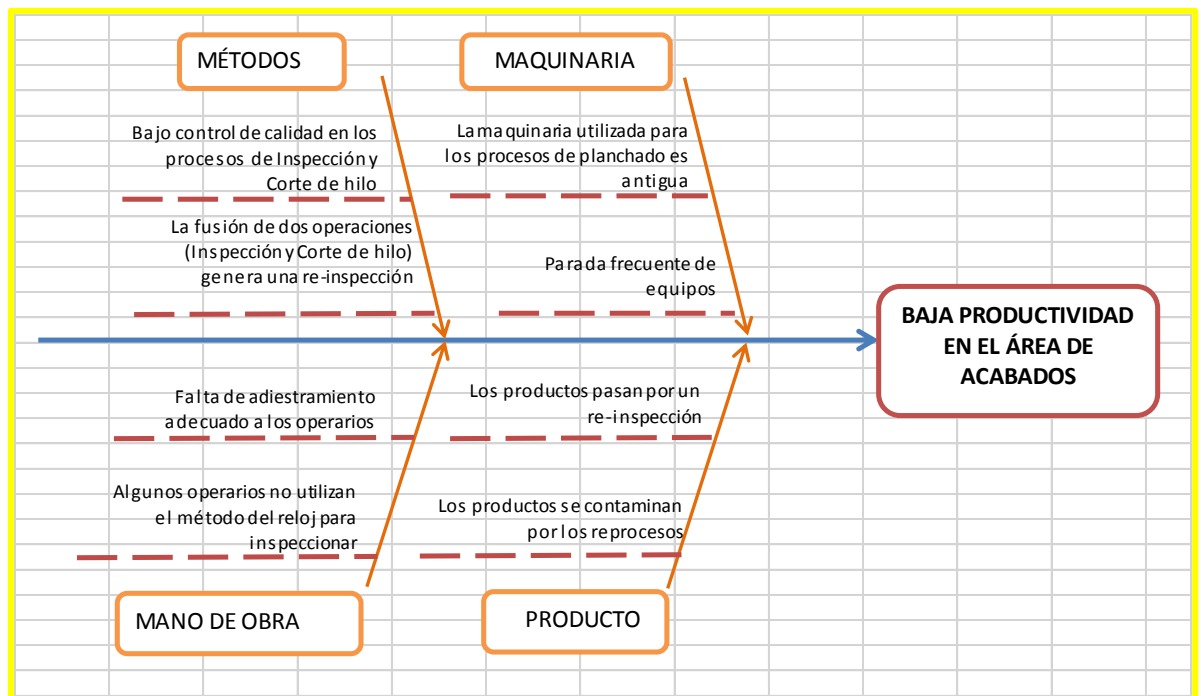 MÉTODOS
MAQUINARIA
Bajo control de calidad en los
procesos de Inspección y
Corte de hilo
La maquinaria utilizada para
los procesos de planchado es
antigua
La fusión de dos operaciones
(Inspección y Corte de hilo)
genera una re-inspección
Parada frecuente de
equipos
BAJA PRODUCTIVIDAD
EN EL ÁREA DE
ACABADOS
Falta de adiestramiento
adecuado a los operarios
Los productos pasan por un
re-inspección
Algunos operarios no utilizan
el método del reloj para
inspeccionar
Los productos se contaminan
por los reprocesos
MANO DE OBRA
PRODUCTO